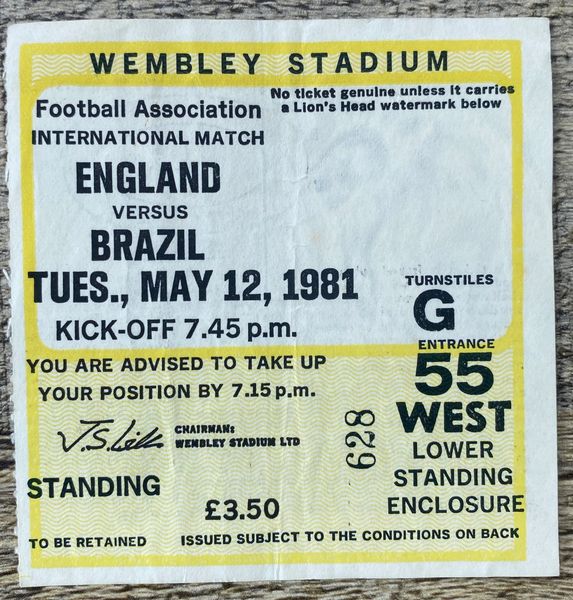 WEMBLEY STADIUM
No ticket genuine unless it carries
a Lion's Head watermark below
Football Association
INTERNATIONAL MATCH
ENGLAND
VERSUS
BRAZIL
TUES., MAY 12, 1981
KICK-OFF 7.45 p.m.
TURNSTILES
G
ENTRANCE
55
WEST
LOWER
STANDING
ENCLOSURE
YOU ARE ADVISED TO TAKE UP
YOUR POSITION BY 7.15 p.m.
CHAIRMAN:
WEMBLEY STADIUM LTD
628
STANDING
£3.50
TO BE RETAINED
ISSUED SUBJECT TO THE CONDITIONS ON BACK